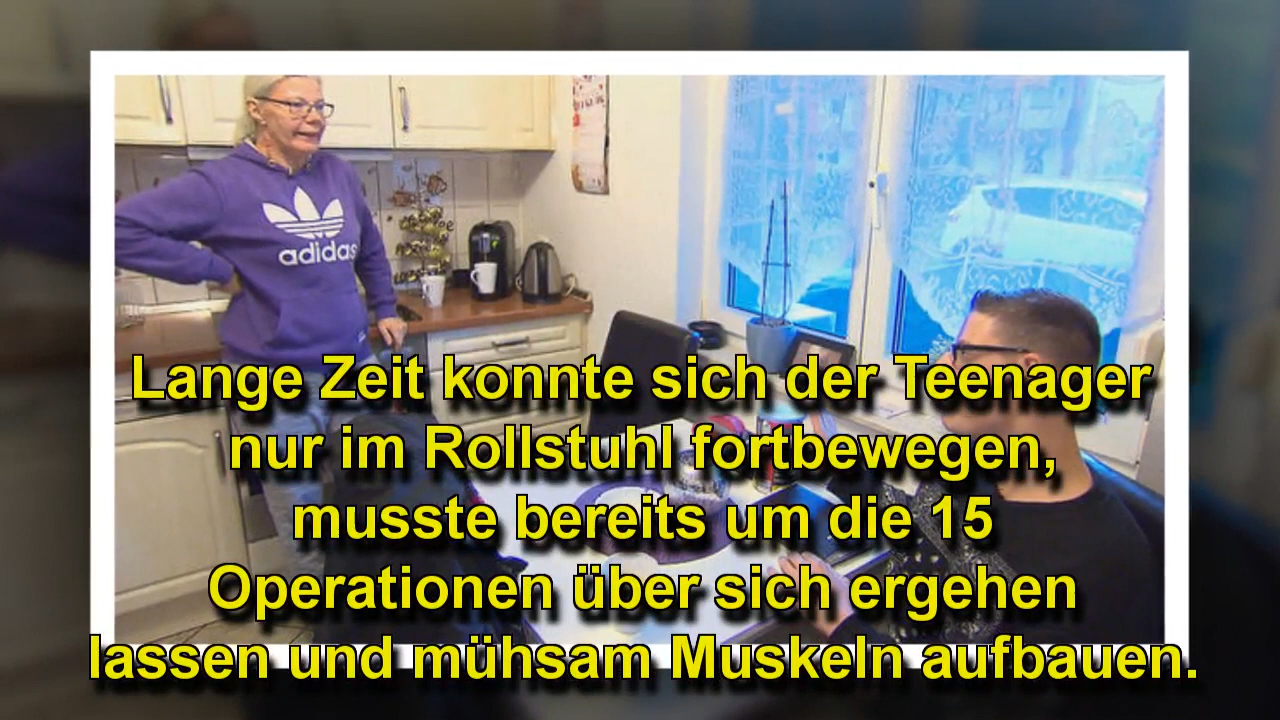 adidas
Lange Zeit konnte sich der Teenager
nur im Rollstuhl fortbewegen,
musste bereits um die 15
Operationen über sich ergehen
lassen und mühsam Muskeln aufbauen.